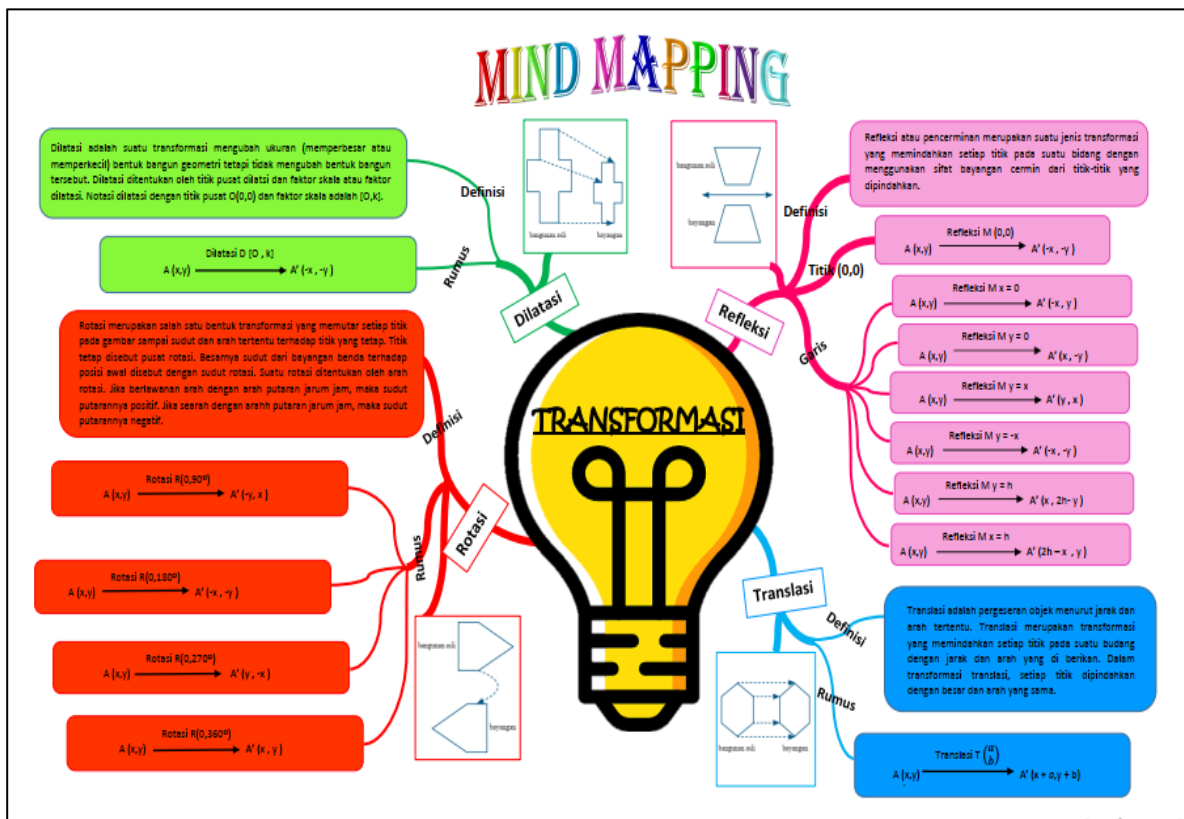 MIND MAPPING
Dilatasi adalah suatu transformasi mengubah ukuran (memperbesar atau
memperkecil) bentuk bangun geometri tetapi tidak mengubah bentuk bangun
tersebut. Dilatasi ditentukan oleh titik pusat dilatsi dan faktor skala atau faktor
dilatasi. Notasi dilatasi dengan titik pusat O(0,0) dan faktor skala adalah [O,k].
Definisi
Dilatasi D [O , k]
A (x,y) → A' (-x , -y)
Rumus
bangunan asli
bayangan
Dilatasi
Rotasi merupakan salah satu bentuk transformasi yang memutar setiap titik
pada gambar sampai sudut dan arah tertentu terhadap titik yang tetap. Titik
tetap disebut pusat rotasi. Besarnya sudut dari bayangan benda terhadap
posisi awal disebut dengan sudut rotasi. Suatu rotasi ditentukan oleh arah
rotasi. Jika berlawanan arah dengan arah putaran jarum jam, maka sudut
putarannya positif. Jika searah dengan arahh putaran jarum jam, maka sudut
putarannya negatif.
Definisi
Rotasi R(0,90º)
A (x,y) → A' (-y, x )
Rotasi R(0,180º)
A (x,y) → A' (-x , -y )
Rotasi R(0,270º)
A (x,y) → A' (y , -x )
Rotasi R(0,360º)
A (x,y) → A' (x , y )
Rumus
Rotasi
bangunan asli
bayangan
TRANSFORMASI
bangunan asli
bayangan
Refleksi
Refleksi atau pencerminan merupakan suatu jenis transformasi
yang memindahkan setiap titik pada suatu bidang dengan
menggunakan sifat bayangan cermin dari titik-titik yang
dipindahkan.
Definisi
Titik (0,0)
Refleksi M (0,0)
A (x,y) → A' (-x , -y )
Garis
Refleksi M x = 0
A (x,y) → A' (-x , y )
Refleksi M y = 0
A (x,y) → A' (x , -y )
Refleksi M y = x
A (x,y) → A' (y , x )
Refleksi M y = -x
A (x,y) → A' (-x , -y )
Refleksi M y = h
A (x,y) → A' (x , 2h- y )
Refleksi M x = h
A (x,y) → A' (2h – x , y )
Translasi
Definisi
Translasi adalah pergeseran objek menurut jarak dan
arah tertentu. Translasi merupakan transformasi
yang memindahkan setiap titik pada suatu budang
dengan jarak dan arah yang di berikan. Dalam
transformasi translasi, setiap titik dipindahkan
dengan besar dan arah yang sama.
Rumus
bangunan asli
bayangan
Translasi T (a b)
A (x,y) → A' (x + a,y + b)